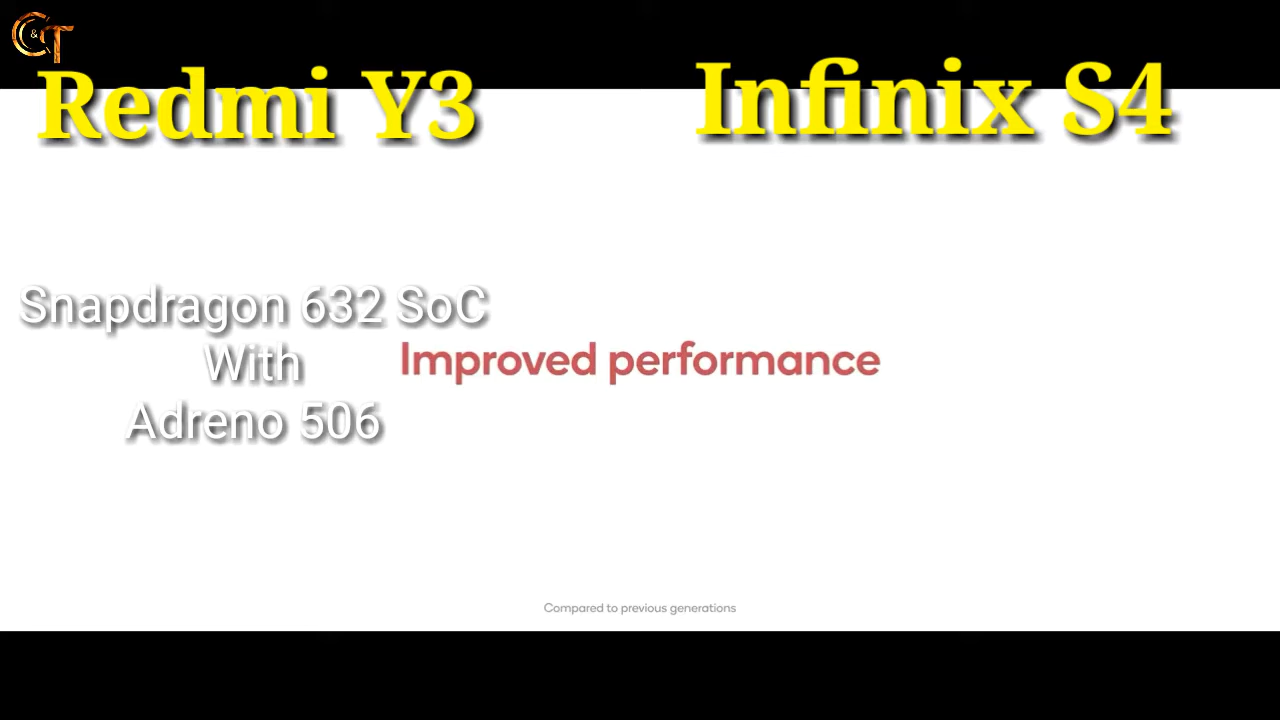 C&T
Redmi Y3
Infinix S4
Snapdragon 632 SoC
With
Adreno 506
Improved performance
Compared to previous generations